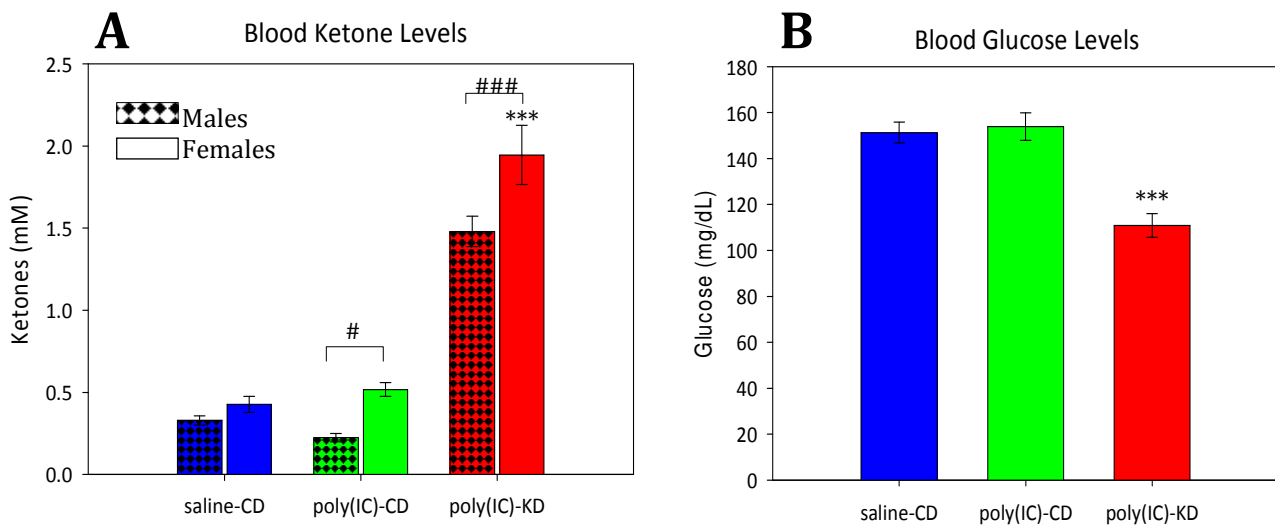 A
Blood Ketone Levels
Ketones (mM)
2.5
2.0
1.5
1.0
0.5
0.0
Males
Females
#
###
***
saline-CD poly(IC)-CD poly(IC)-KD
B
Blood Glucose Levels
Glucose (mg/dL)
180
160
140
120
100
80
60
40
20
0
***
saline-CD poly(IC)-CD poly(IC)-KD